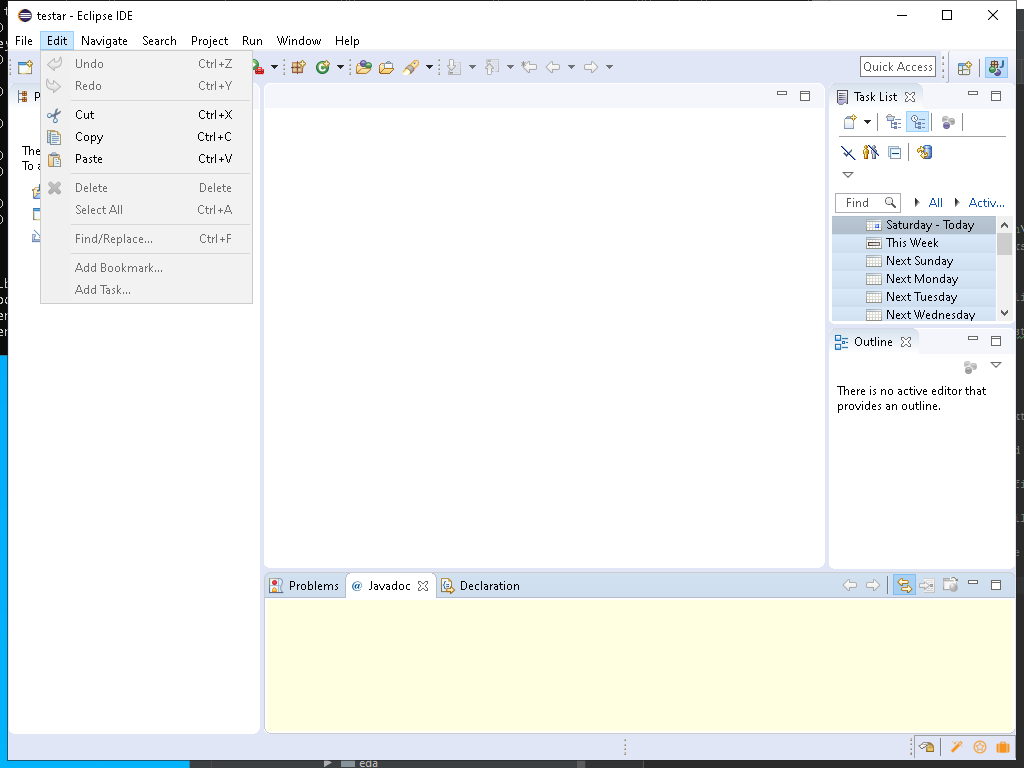 testar - Eclipse IDE
File Edit Navigate Search Project Run Window Help
Undo Ctrl+Z
Redo Ctrl+Y
Cut Ctrl+X
Copy Ctrl+C
Paste Ctrl+V
Delete Delete
Select All Ctrl+A
Find/Replace... Ctrl+F
Add Bookmark...
Add Task...
The
To a
Quick Access
Task List
Find All Activ...
Saturday - Today
This Week
Next Sunday
Next Monday
Next Tuesday
Next Wednesday
Outline
There is no active editor that
provides an outline.
Problems @ Javadoc Declaration
eda